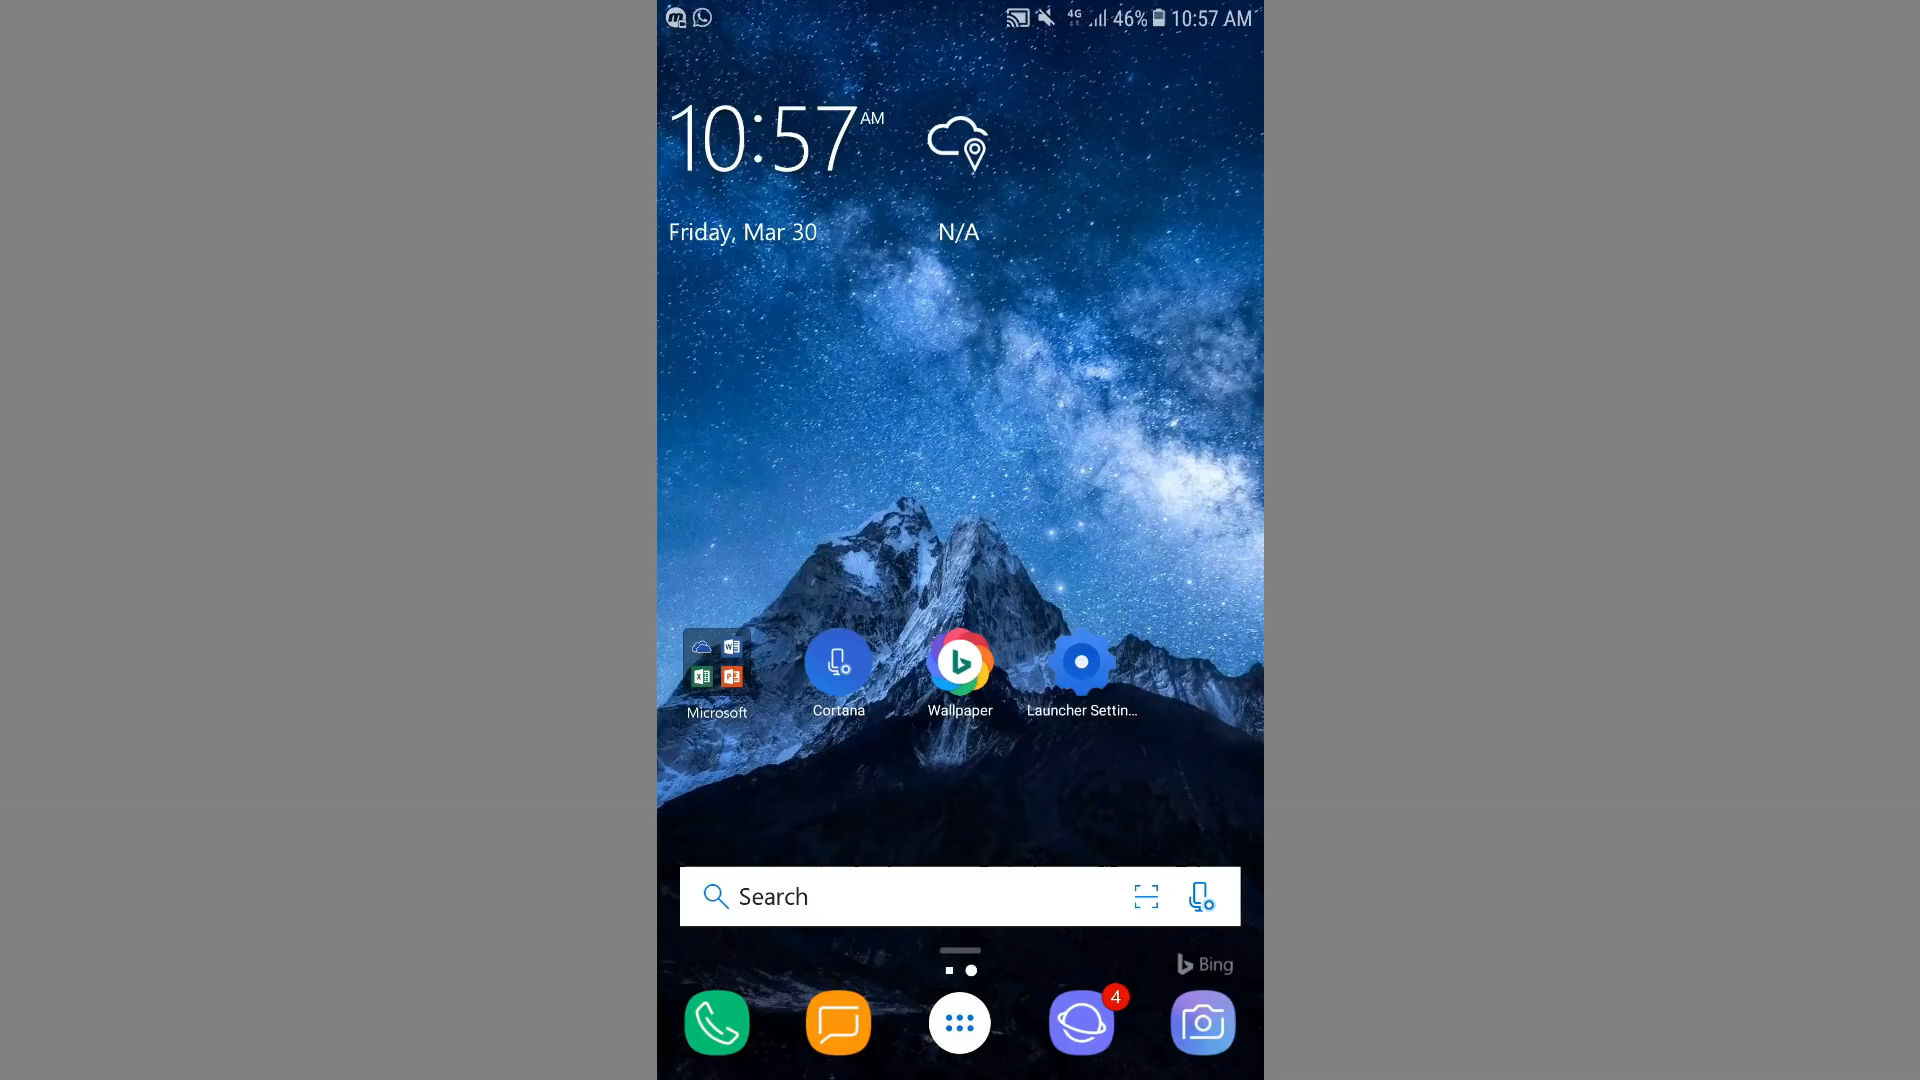 46% 10:57 AM
10:57 AM
Friday, Mar 30
N/A
Microsoft
Cortana
Wallpaper
Launcher Settin...
Search
Bing
4